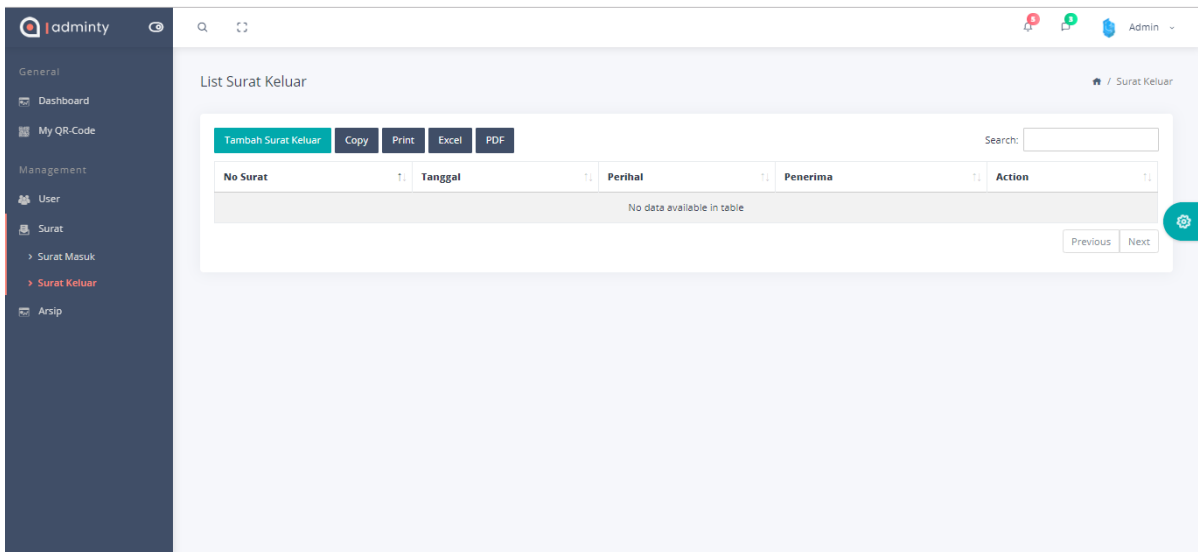 adminty
5
3
Admin
General
Dashboard
My QR-Code
Management
User
Surat
> Surat Masuk
> Surat Keluar
Arsip
List Surat Keluar
/ Surat Keluar
Tambah Surat Keluar Copy Print Excel PDF Search:
No Surat Tanggal Perihal Penerima Action
No data available in table
Previous Next